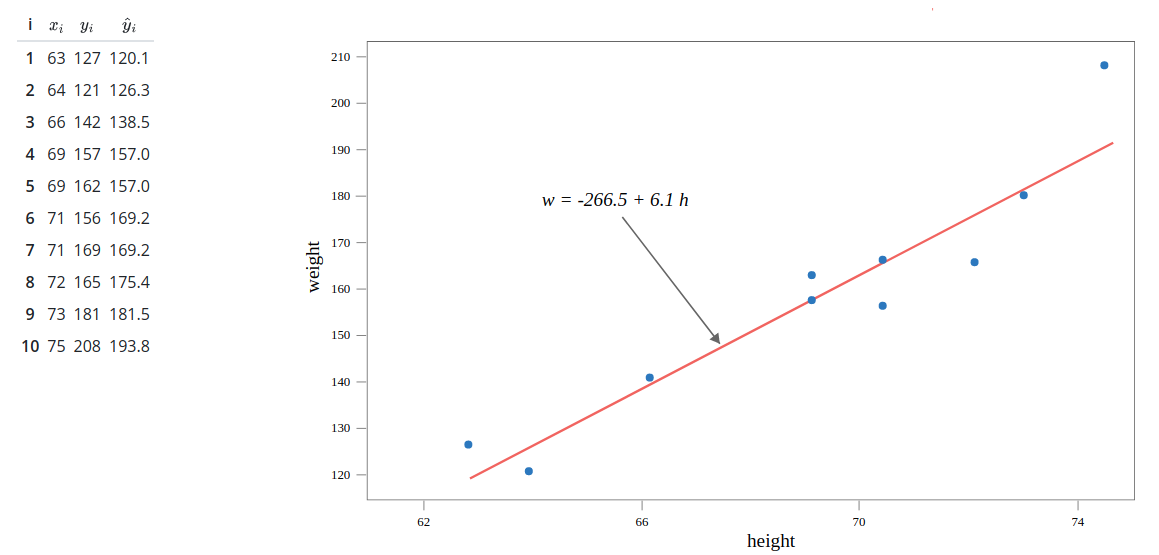 i xᵢ yᵢ ŷᵢ
1 63 127 120.1
2 64 121 126.3
3 66 142 138.5
4 69 157 157.0
5 69 162 157.0
6 71 156 169.2
7 71 169 169.2
8 72 165 175.4
9 73 181 181.5
10 75 208 193.8
210
200
190
180
170
160
150
140
130
120
weight
w = -266.5 + 6.1 h
62 66 70 74
height